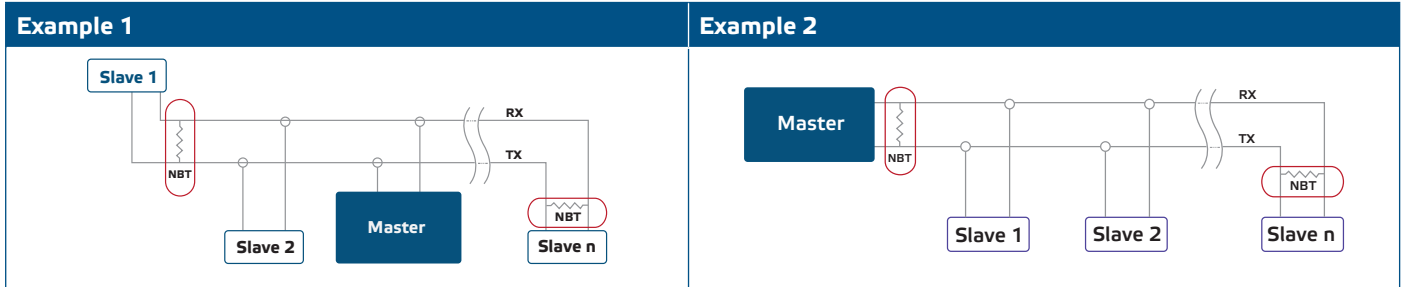 Example 1
Slave 1
RX
TX
NBT
NBT
Master
Slave 2
Slave n
Example 2
RX
Master
TX
NBT
NBT
Slave 1
Slave 2
Slave n